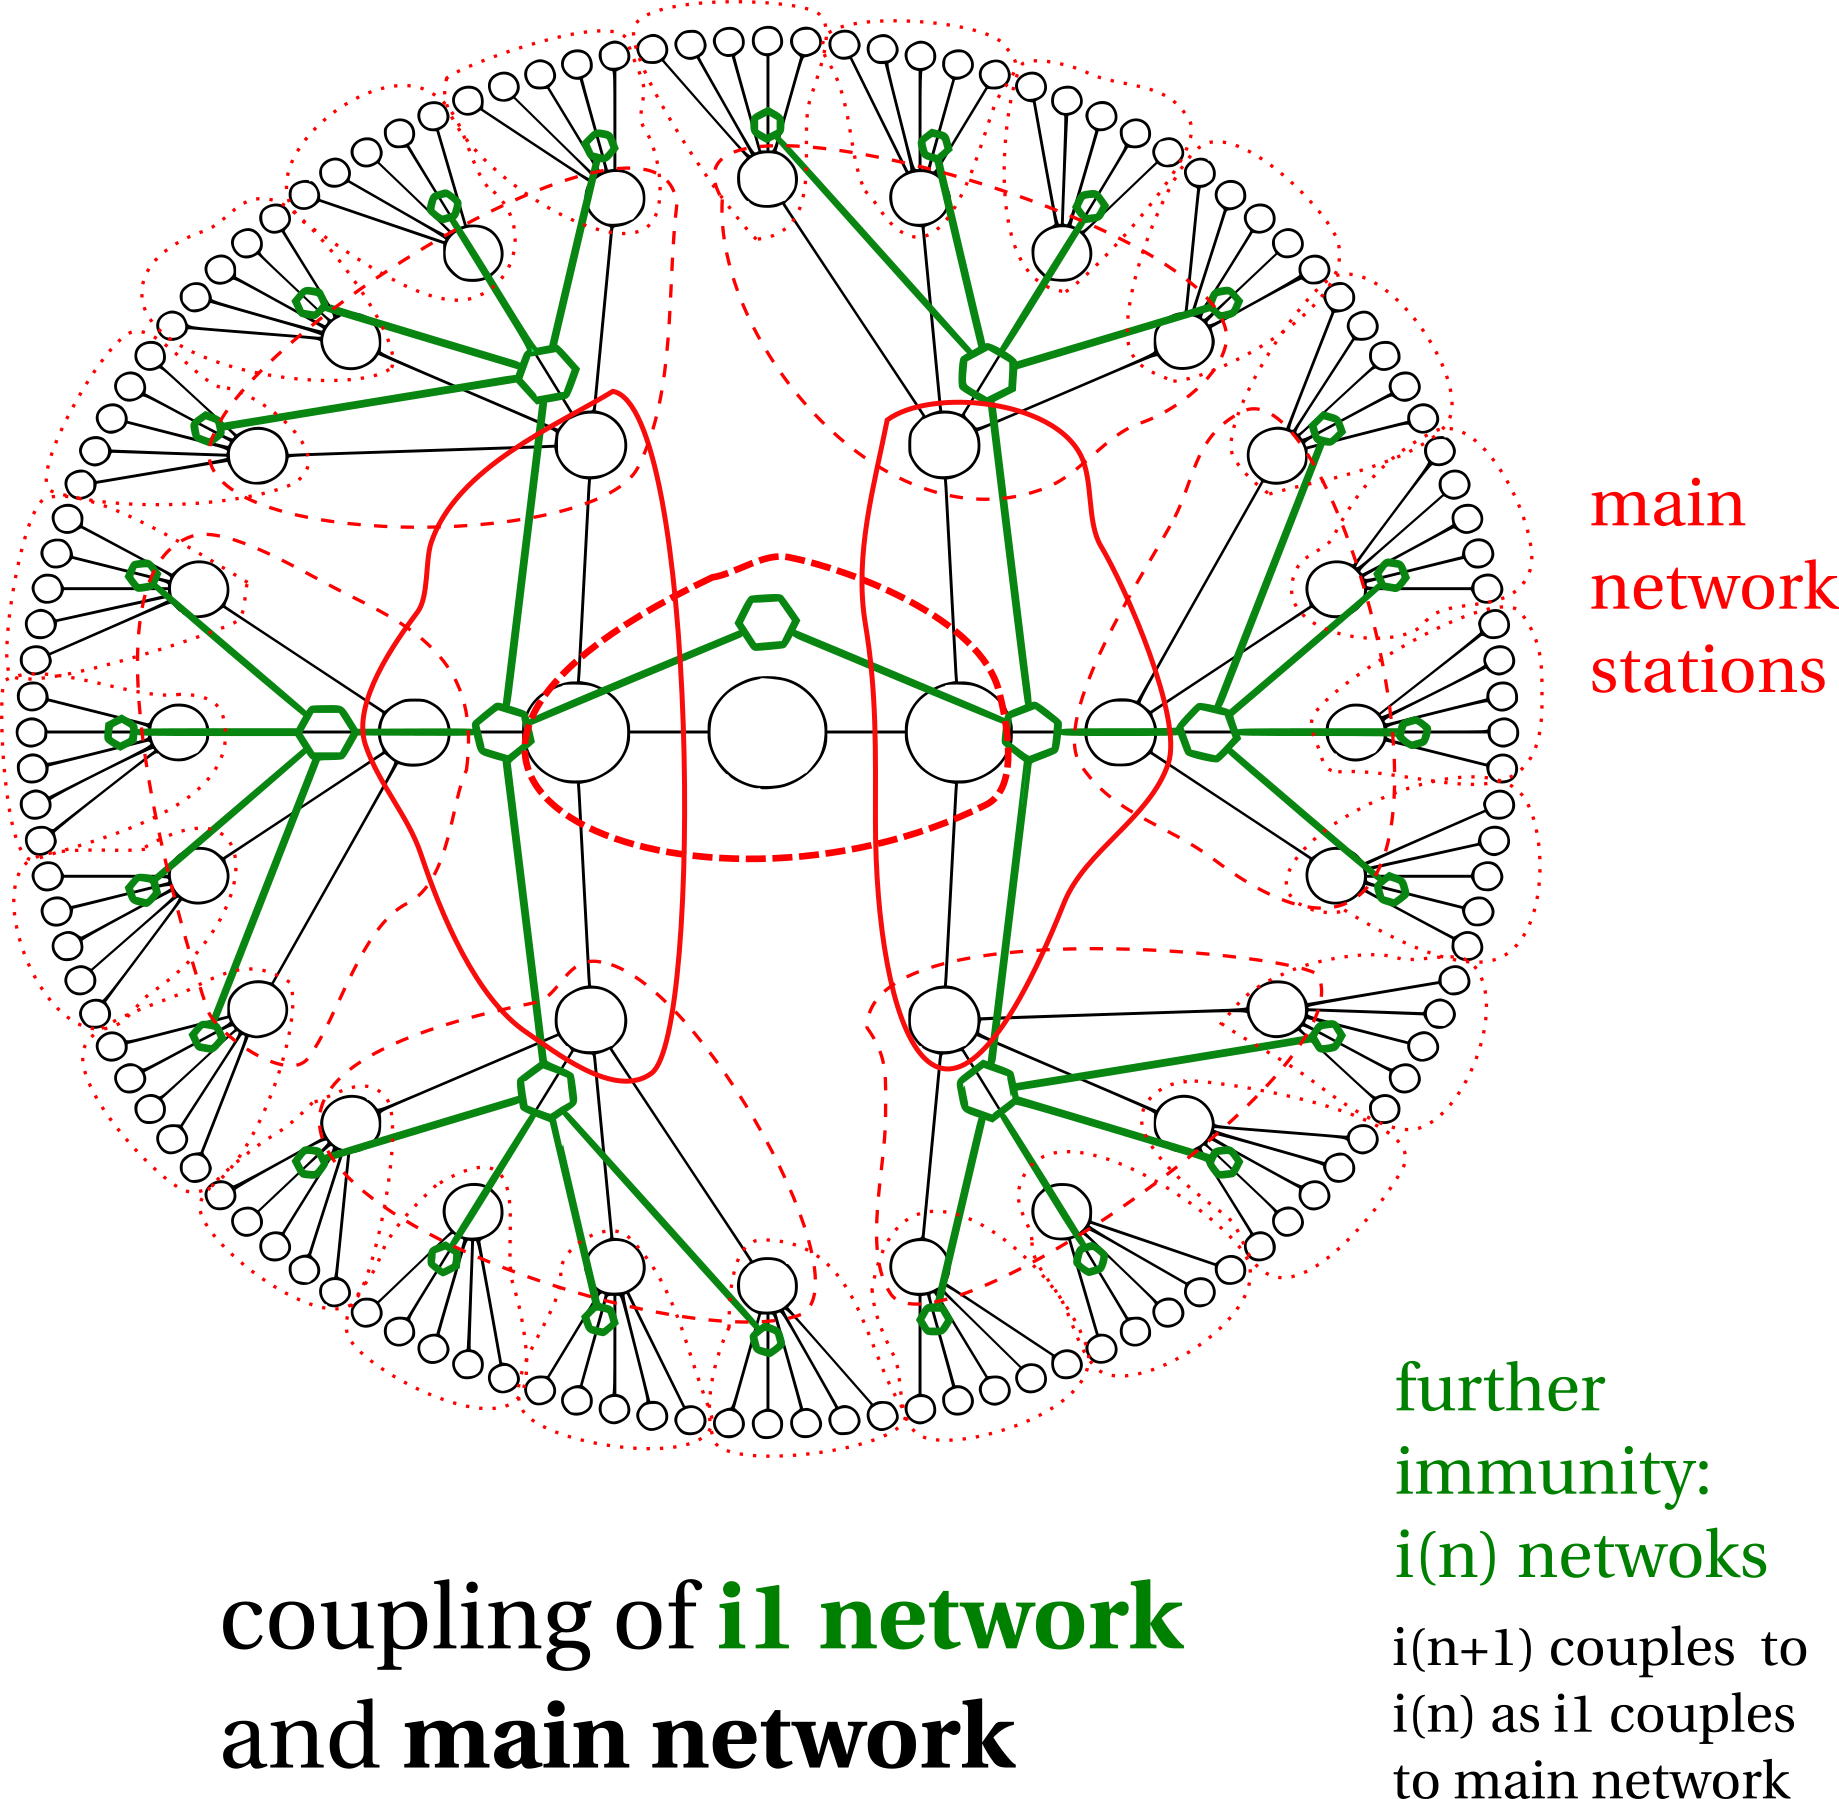 main
network
stations
further
immunity:
i(n) netwoks
coupling of i1 network
and main network
i(n+1) couples to
i(n) as i1 couples
to main network